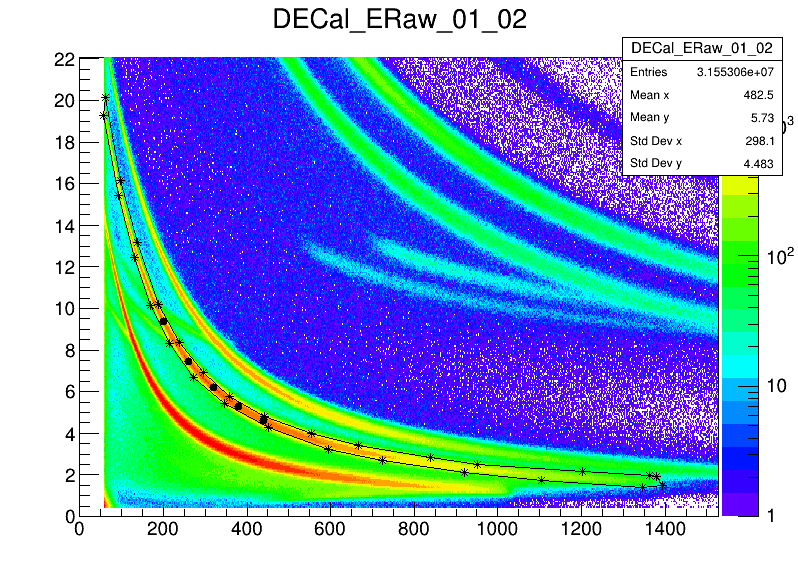 DECal_ERaw_01_02
DECal_ERaw_01_02
Entries 3.155306e+07
Mean x 482.5
Mean y 5.73
Std Dev x 298.1
Std Dev y 4.483
22
20
18
16
14
12
10
8
6
4
2
0
0 200 400 600 800 1000 1200 1400
10²
10
1